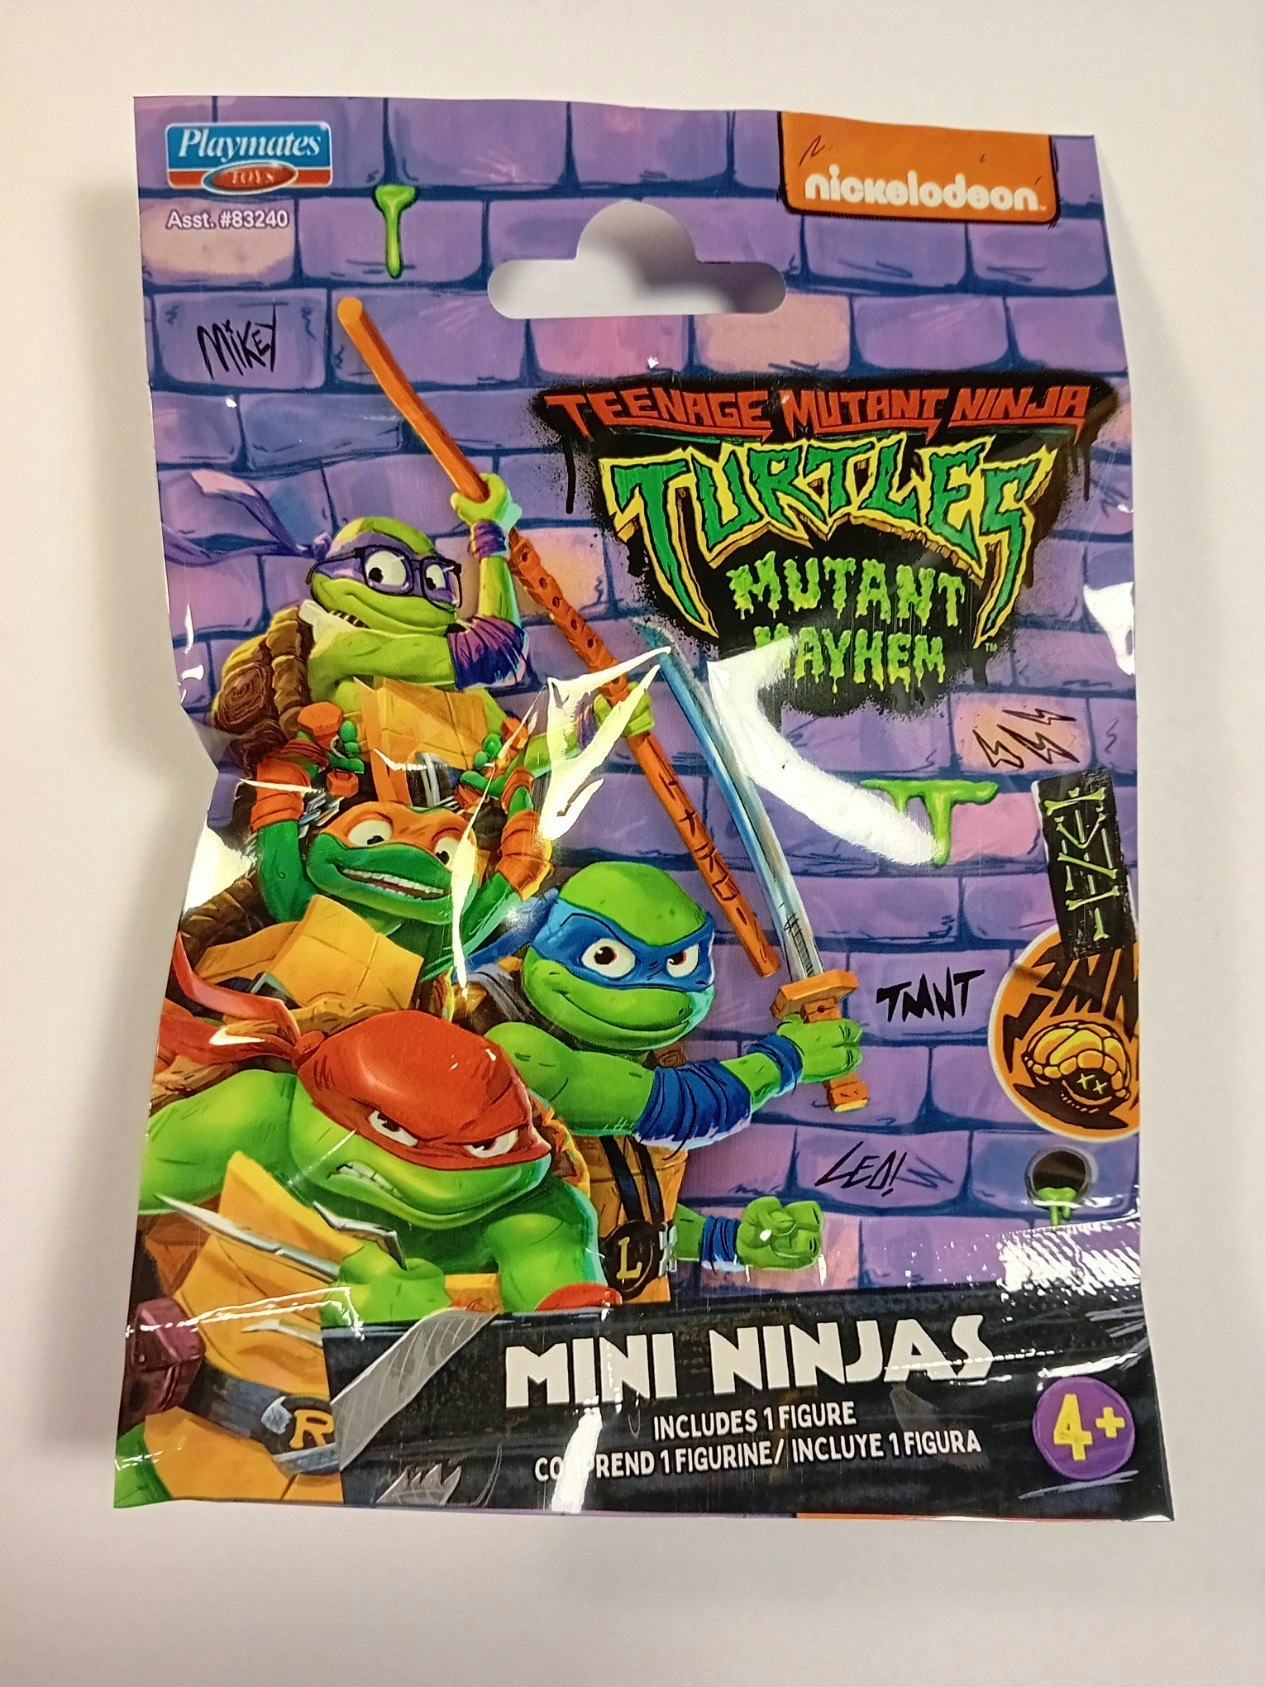 Playmates
TOYS
Asst. #83240
nickelodeon
MiKEY
TEENAGE MUTANT NINJA
TURTLES
MUTANT
MAYHEM
TM
TMNT
LEO!
L
R
MINI NINJAS
INCLUDES 1 FIGURE
COMPREND 1 FIGURINE/ INCLUYE 1 FIGURA
4+